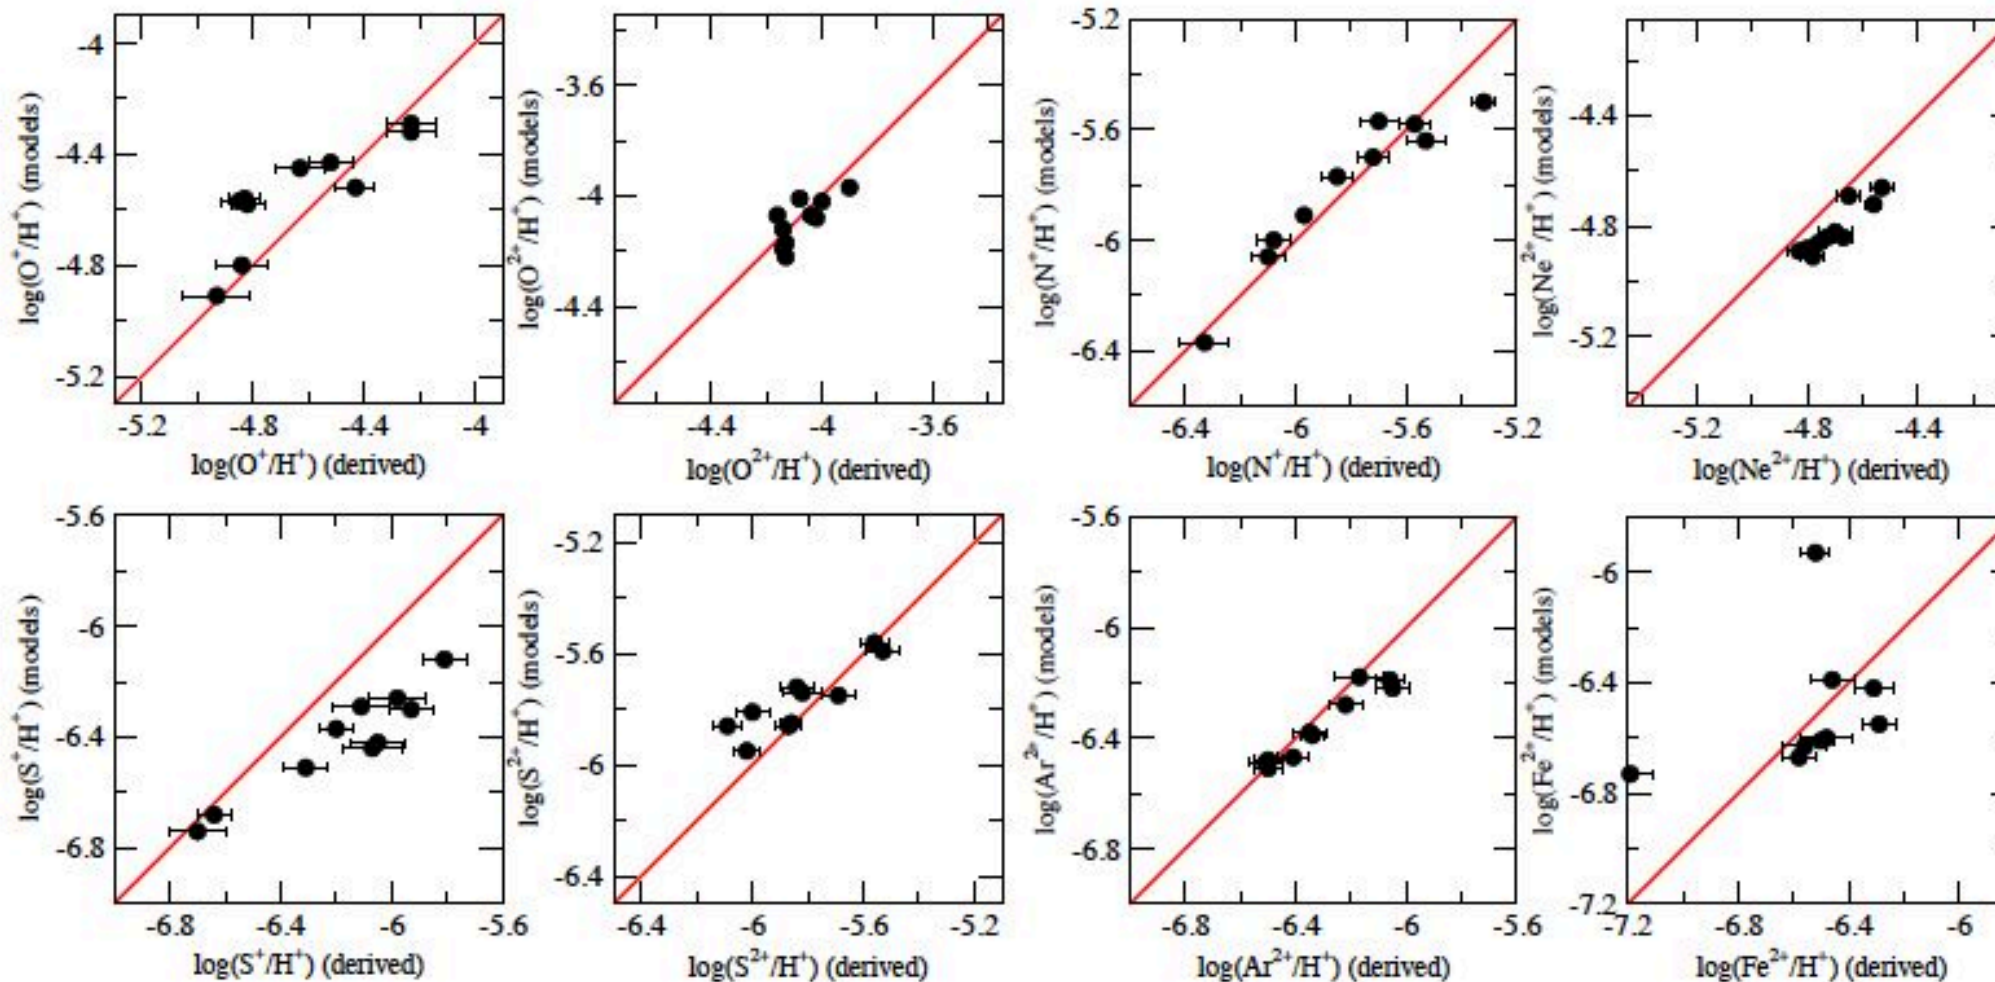 -4
-4.4
-4.8
-5.2
log(O⁺/H⁺) (models)
-5.2 -4.8 -4.4 -4
log(O⁺/H⁺) (derived)
-3.6
-4
-4.4
log(O²⁺/H⁺) (models)
-4.4 -4 -3.6
log(O²⁺/H⁺) (derived)
-5.2
-5.6
-6
-6.4
log(N⁺/H⁺) (models)
-6.4 -6 -5.6 -5.2
log(N⁺/H⁺) (derived)
-4.4
-4.8
-5.2
log(Ne²⁺/H⁺) (models)
-5.2 -4.8 -4.4
log(Ne²⁺/H⁺) (derived)
-5.6
-6
-6.4
-6.8
log(S⁺/H⁺) (models)
-6.8 -6.4 -6 -5.6
log(S⁺/H⁺) (derived)
-5.2
-5.6
-6
-6.4
log(S²⁺/H⁺) (models)
-6.4 -6 -5.6 -5.2
log(S²⁺/H⁺) (derived)
-5.6
-6
-6.4
-6.8
log(Ar²⁺/H⁺) (models)
-6.8 -6.4 -6 -5.6
log(Ar²⁺/H⁺) (derived)
-6
-6.4
-6.8
-7.2
log(Fe²⁺/H⁺) (models)
-7.2 -6.8 -6.4 -6
log(Fe²⁺/H⁺) (derived)